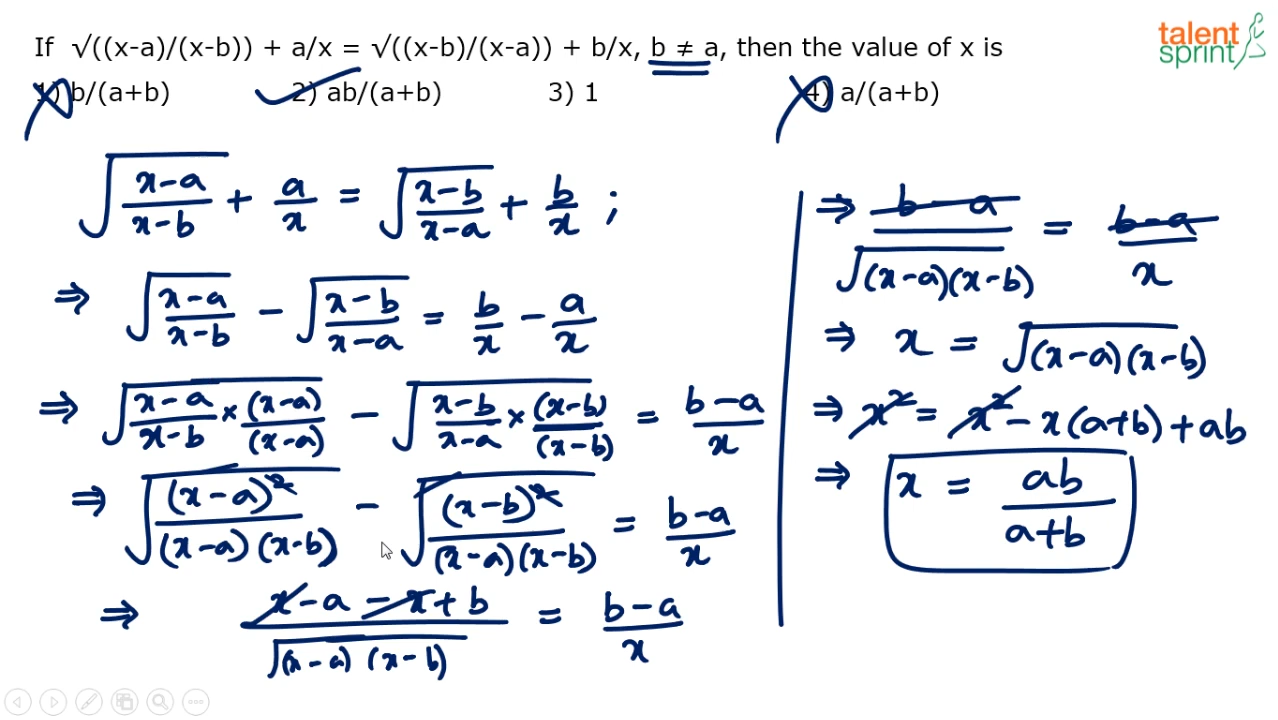 If √((x-a)/(x-b)) + a/x = √((x-b)/(x-a)) + b/x, b ≠ a, then the value of x is
talent
sprint
1) b/(a+b) 2) ab/(a+b) 3) 1 4) a/(a+b)
√((x-a)/(x-b)) + a/x = √((x-b)/(x-a)) + b/x ;
⇒ √((x-a)/(x-b)) - √((x-b)/(x-a)) = b/x - a/x
⇒ √((x-a)/(x-b) × (x-a)/(x-a)) - √((x-b)/(x-a) × (x-b)/(x-b)) = (b-a)/x
⇒ √((x-a)²/((x-a)(x-b))) - √((x-b)²/((x-a)(x-b))) = (b-a)/x
⇒ (x-a-x+b)/√((x-a)(x-b)) = (b-a)/x
⇒ (b-a)/√((x-a)(x-b)) = (b-a)/x
⇒ x = √((x-a)(x-b))
⇒ x² = x² - x(a+b) + ab
⇒ x = ab/(a+b)